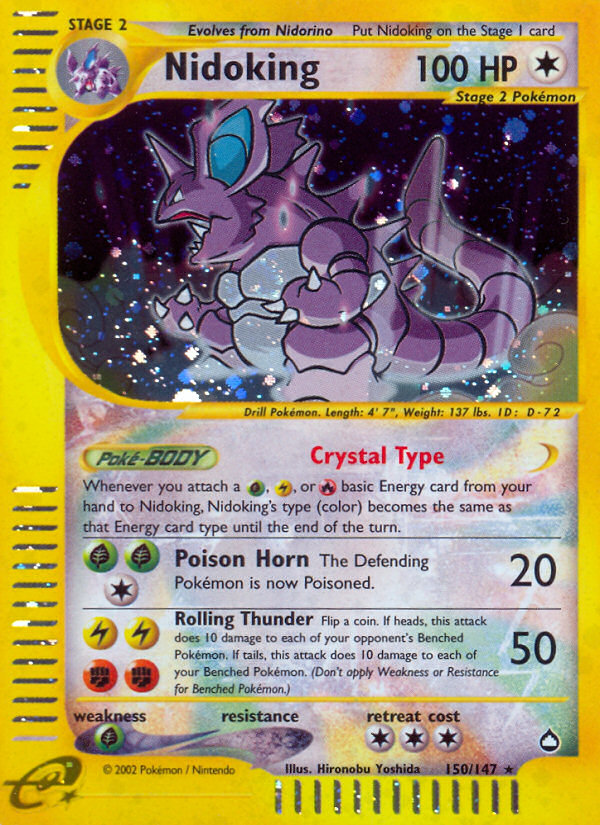 STAGE 2
Evolves from Nidorino Put Nidoking on the Stage 1 card
Nidoking 100 HP
Stage 2 Pokémon
Drill Pokémon. Length: 4' 7", Weight: 137 lbs. ID: D-72
Poké-BODY Crystal Type
Whenever you attach a , , or basic Energy card from your
hand to Nidoking, Nidoking's type (color) becomes the same as
that Energy card type until the end of the turn.
Poison Horn The Defending
Pokémon is now Poisoned.
20
Rolling Thunder Flip a coin. If heads, this attack
does 10 damage to each of your opponent's Benched
Pokémon. If tails, this attack does 10 damage to each of
your Benched Pokémon. (Don't apply Weakness or Resistance
for Benched Pokémon.)
50
weakness resistance retreat cost
© 2002 Pokémon / Nintendo Illus. Hironobu Yoshida 150/147 ★
e